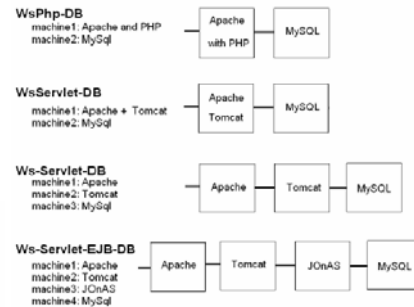 WsPhp-DB
machine1: Apache and PHP
machine2: MySql
Apache
with PHP
MySQL
WsServlet-DB
machine1: Apache + Tomcat
machine2: MySql
Apache
Tomcat
MySQL
Ws-Servlet-DB
machine1: Apache
machine2: Tomcat
machine3: MySql
Apache
Tomcat
MySQL
Ws-Servlet-EJB-DB
machine1: Apache
machine2: Tomcat
machine3: JOnAS
machine4: MySql
Apache
Tomcat
JOnAS
MySQL